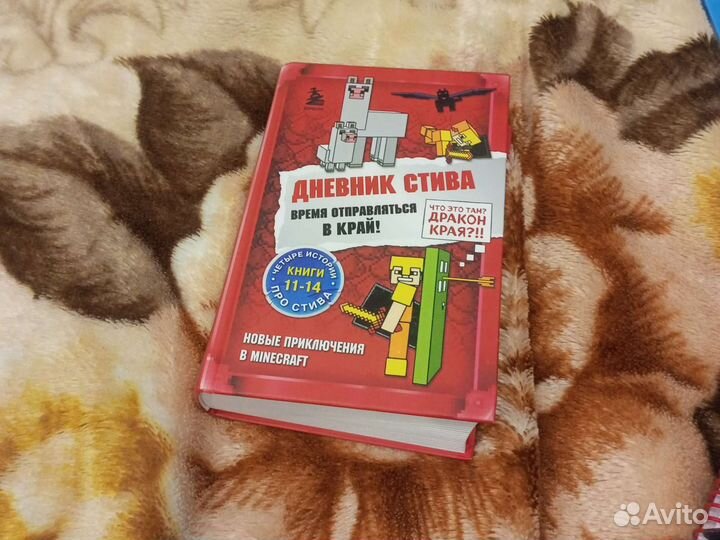 ДНЕВНИК СТИВА
ВРЕМЯ ОТПРАВЛЯТЬСЯ
В КРАЙ!
ЧТО ЭТО ТАМ?
ДРАКОН
КРАЯ?!!
ЧЕТЫРЕ ИСТОРИИ
КНИГИ
11-14
ПРО СТИВА
НОВЫЕ ПРИКЛЮЧЕНИЯ
В MINECRAFT
Avito